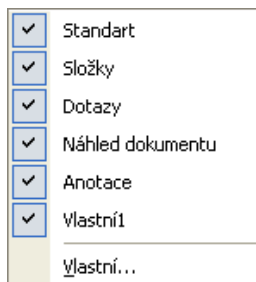 Standart
Složky
Dotazy
Náhled dokumentu
Anotace
Vlastní1
Vlastní...